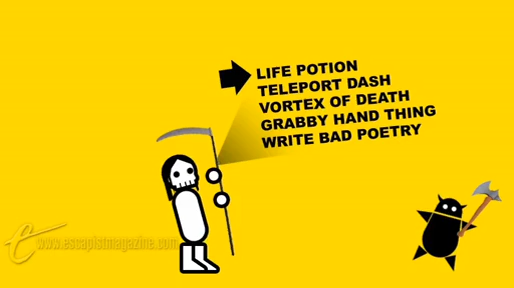 LIFE POTION
TELEPORT DASH
VORTEX OF DEATH
GRABBY HAND THING
WRITE BAD POETRY
e www.escapistmagazine.com